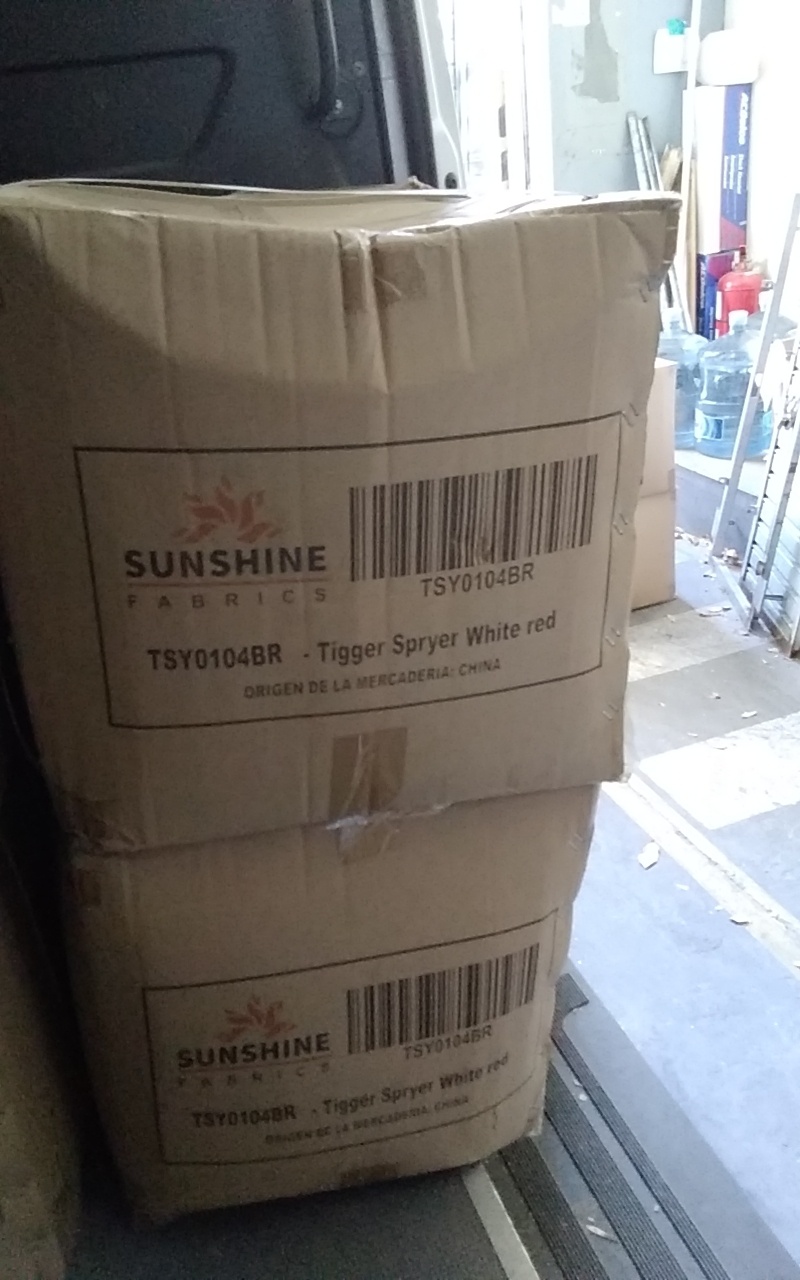 SUNSHINE
FABRICS
TSY0104BR
TSY0104BR - Tigger Spryer White red
ORIGEN DE LA MERCADERIA: CHINA
SUNSHINE
FABRICS
TSY0104BR
TSY0104BR - Tigger Spryer White red
ORIGEN DE LA MERCADERIA: CHINA